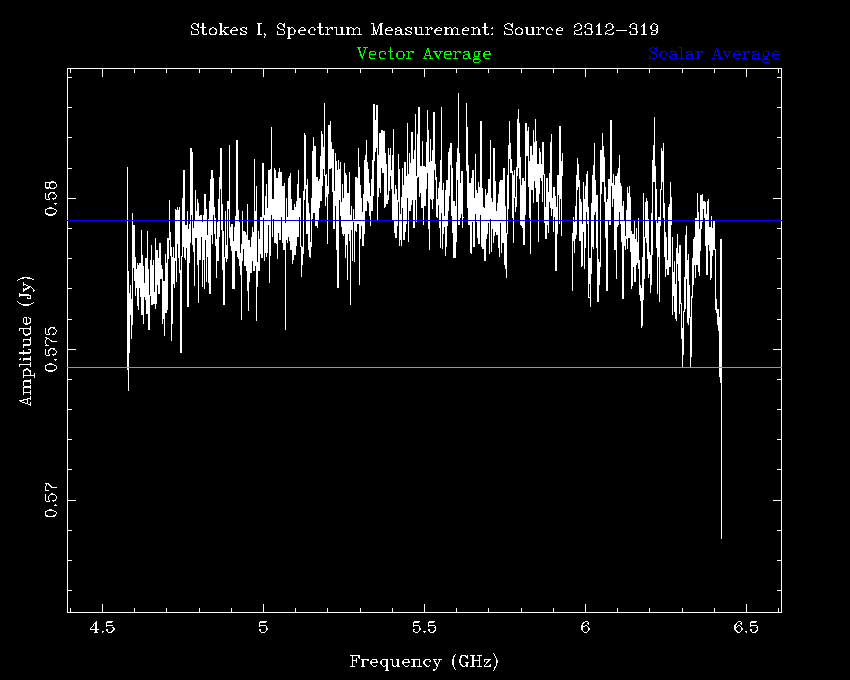 Stokes I, Spectrum Measurement: Source 2312-319
Vector Average Scalar Average
0.58
0.575
0.57
Amplitude (Jy)
4.5 5 5.5 6 6.5
Frequency (GHz)